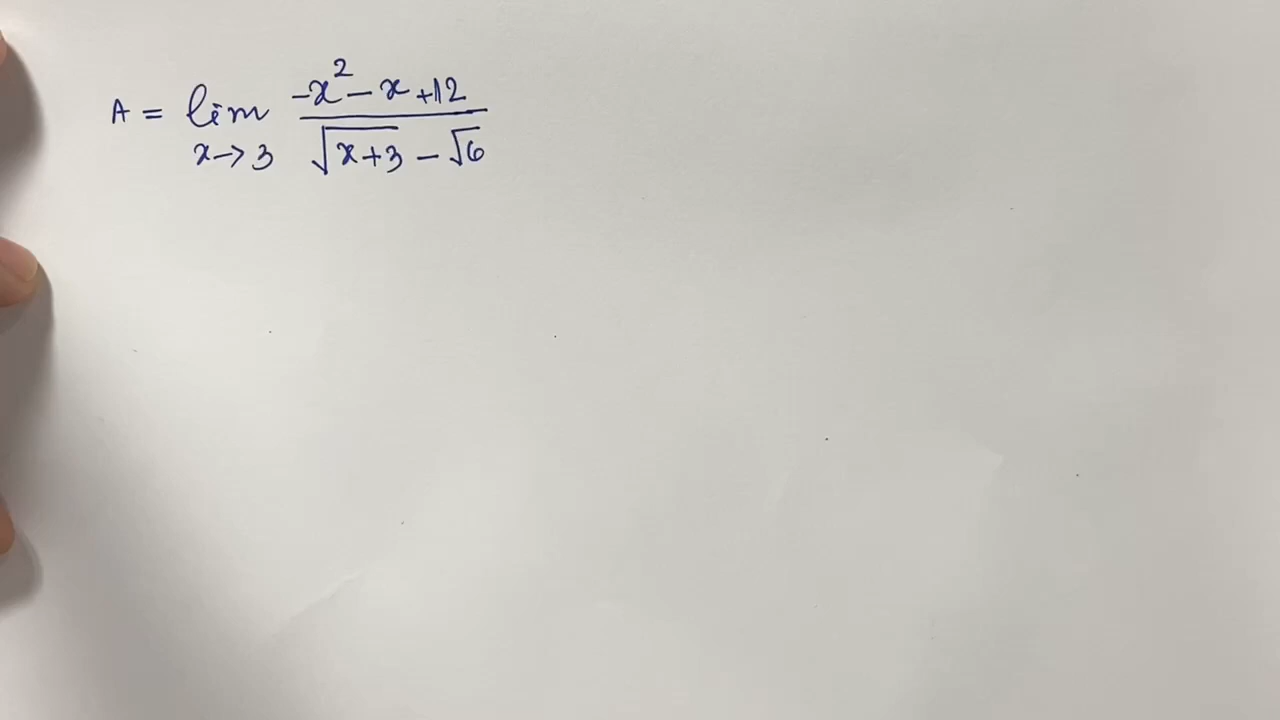 A = lim -x² - x + 12
x→3 √x+3 - √6